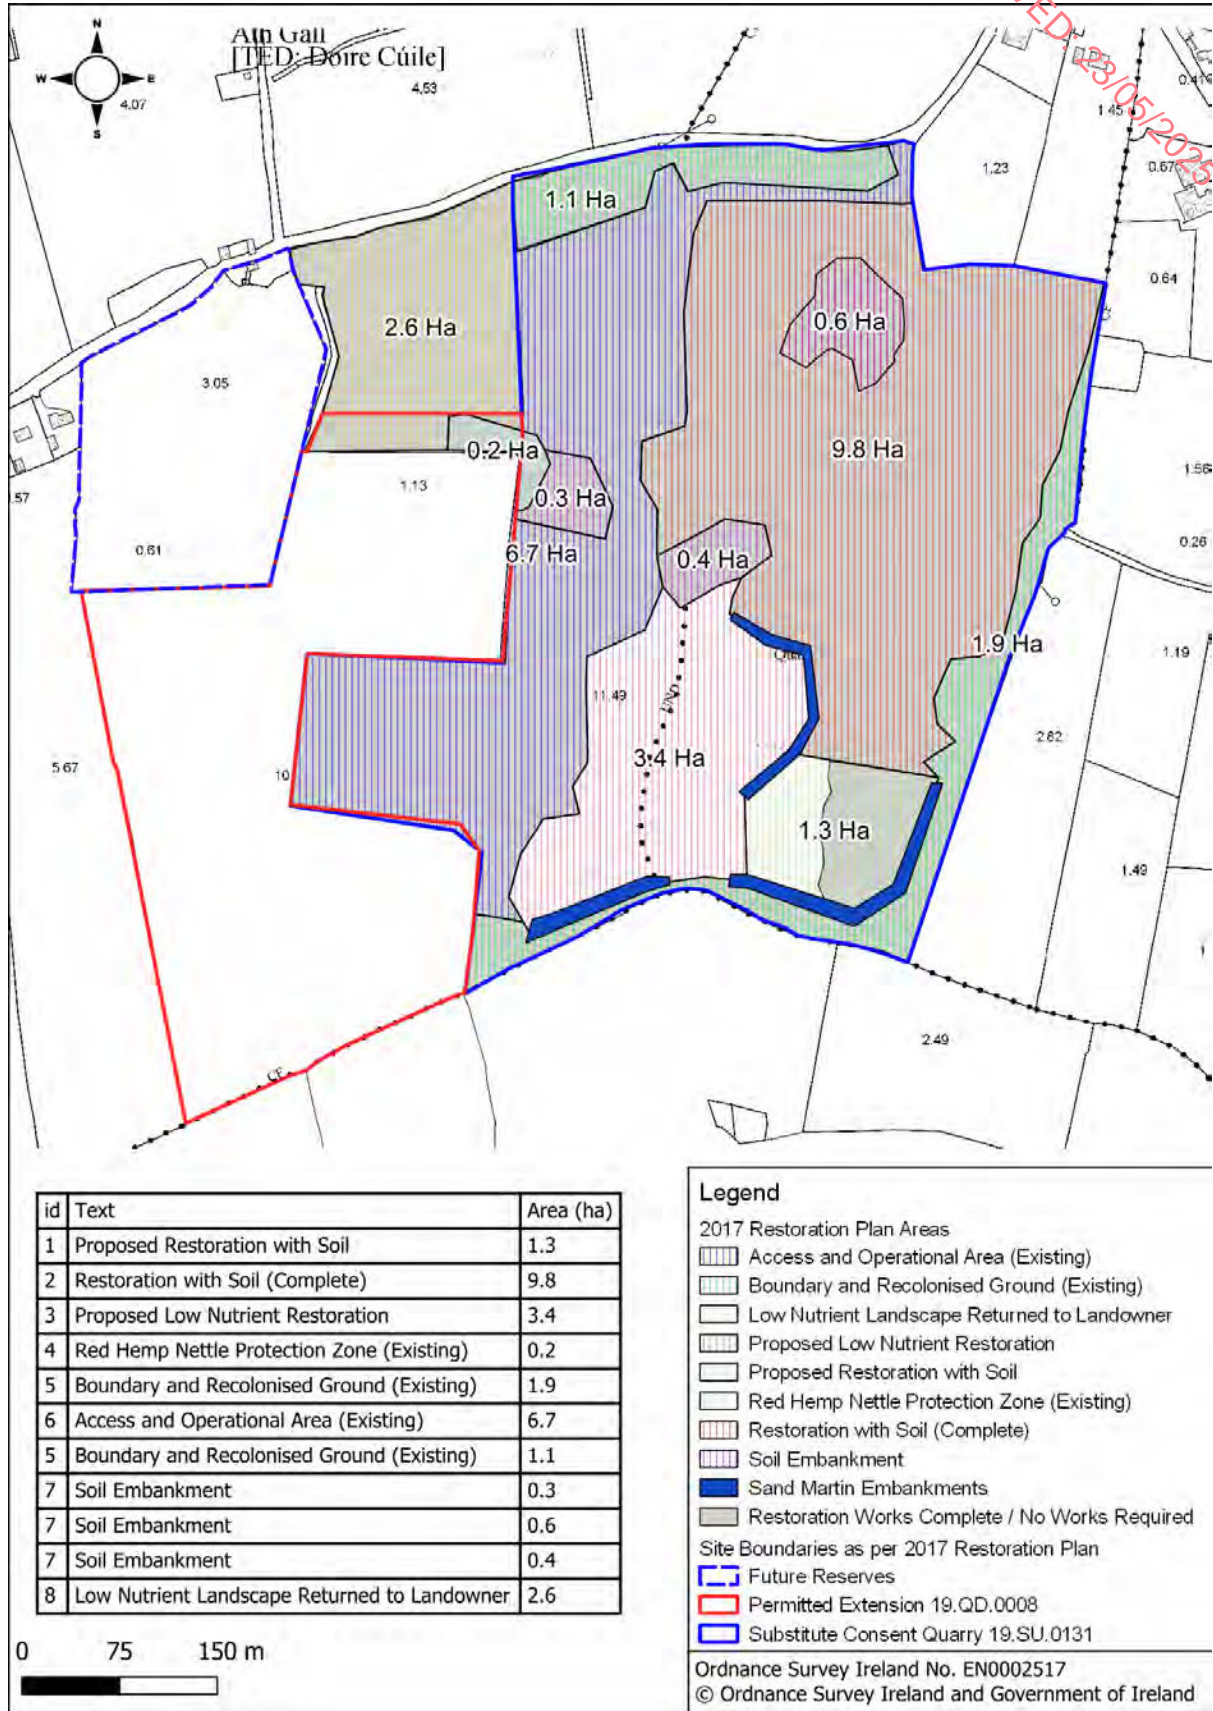 TED: 23/05/2025
N
W E
S
Ath Gall
[TED: Doire Cúile]
4.07
4.53
1.45
0.41
1.23
0.67
1.1 Ha
0.64
0.6 Ha
2.6 Ha
3.05
9.8 Ha
0.2 Ha
1.56
1.13
0.3 Ha
.57
0.61
6.7 Ha
0.4 Ha
0.26
1.9 Ha
1.19
11.49
UND
2.62
5.67
3.4 Ha
10
1.3 Ha
1.49
2.49
CF
id Text Area (ha)
1 Proposed Restoration with Soil 1.3
2 Restoration with Soil (Complete) 9.8
3 Proposed Low Nutrient Restoration 3.4
4 Red Hemp Nettle Protection Zone (Existing) 0.2
5 Boundary and Recolonised Ground (Existing) 1.9
6 Access and Operational Area (Existing) 6.7
5 Boundary and Recolonised Ground (Existing) 1.1
7 Soil Embankment 0.3
7 Soil Embankment 0.6
7 Soil Embankment 0.4
8 Low Nutrient Landscape Returned to Landowner 2.6
0 75 150 m
Legend
2017 Restoration Plan Areas
Access and Operational Area (Existing)
Boundary and Recolonised Ground (Existing)
Low Nutrient Landscape Returned to Landowner
Proposed Low Nutrient Restoration
Proposed Restoration with Soil
Red Hemp Nettle Protection Zone (Existing)
Restoration with Soil (Complete)
Soil Embankment
Sand Martin Embankments
Restoration Works Complete / No Works Required
Site Boundaries as per 2017 Restoration Plan
Future Reserves
Permitted Extension 19.QD.0008
Substitute Consent Quarry 19.SU.0131
Ordnance Survey Ireland No. EN0002517
© Ordnance Survey Ireland and Government of Ireland